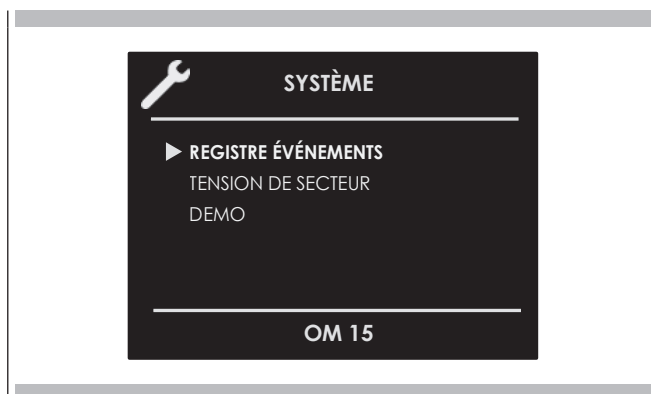 SYSTÈME
REGISTRE ÉVÉNEMENTS
TENSION DE SECTEUR
DEMO
OM 15